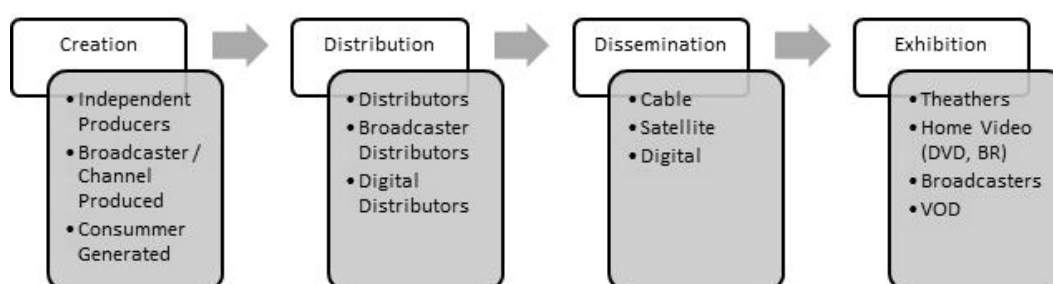 Creation
• Independent
Producers
• Broadcaster /
Channel
Produced
• Consummer
Generated
Distribution
• Distributors
• Broadcaster
Distributors
• Digital
Distributors
Dissemination
• Cable
• Satellite
• Digital
Exhibition
• Theathers
• Home Video
(DVD, BR)
• Broadcasters
• VOD